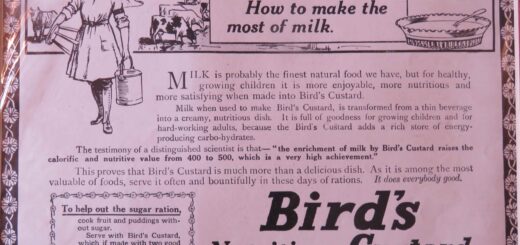 How to make the
most of milk.
MILK is probably the finest natural food we have, but for healthy,
growing children it is more enjoyable, more nutritious and
more satisfying when made into Bird's Custard.
Milk when used to make Bird's Custard, is transformed from a thin beverage
into a creamy, nutritious dish. It is full of goodness for growing children and for
hard-working adults, because the Bird's Custard adds a rich store of energy-
producing carbo-hydrates.
The testimony of a distinguished scientist is that—"the enrichment of milk by Bird's Custard raises the
calorific and nutritive value from 400 to 500, which is a very high achievement."
This proves that Bird's Custard is much more than a delicious dish. As it is among the most
valuable of foods, serve it often and bountifully in these days of rations. It does everybody good.
To help out the sugar ration,
cook fruit and puddings with-
out sugar.
Serve with Bird's Custard,
which if made with two good
Bird's
Nutritious Custard